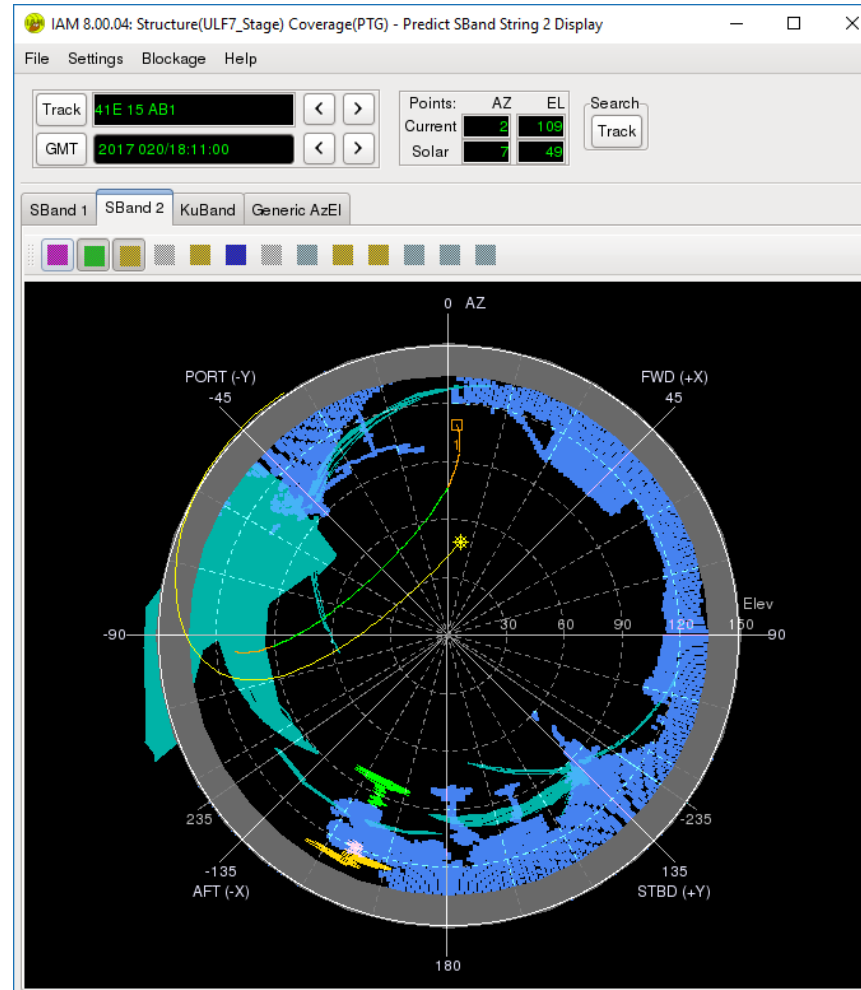 IAM 8.00.04: Structure(ULF7_Stage) Coverage(PTG) - Predict SBand String 2 Display
File Settings Blockage Help
Track 41E 15 AB1 < >
GMT 2017 020/18:11:00 < >
Points: AZ EL
Current 2 109
Solar 7 49
Search
Track
SBand 1 SBand 2 KuBand Generic AzEl
0 AZ
PORT (-Y)
-45
FWD (+X)
45
1
Elev
-90 30 60 90 120 150 90
235 -235
-135
AFT (-X)
135
STBD (+Y)
180